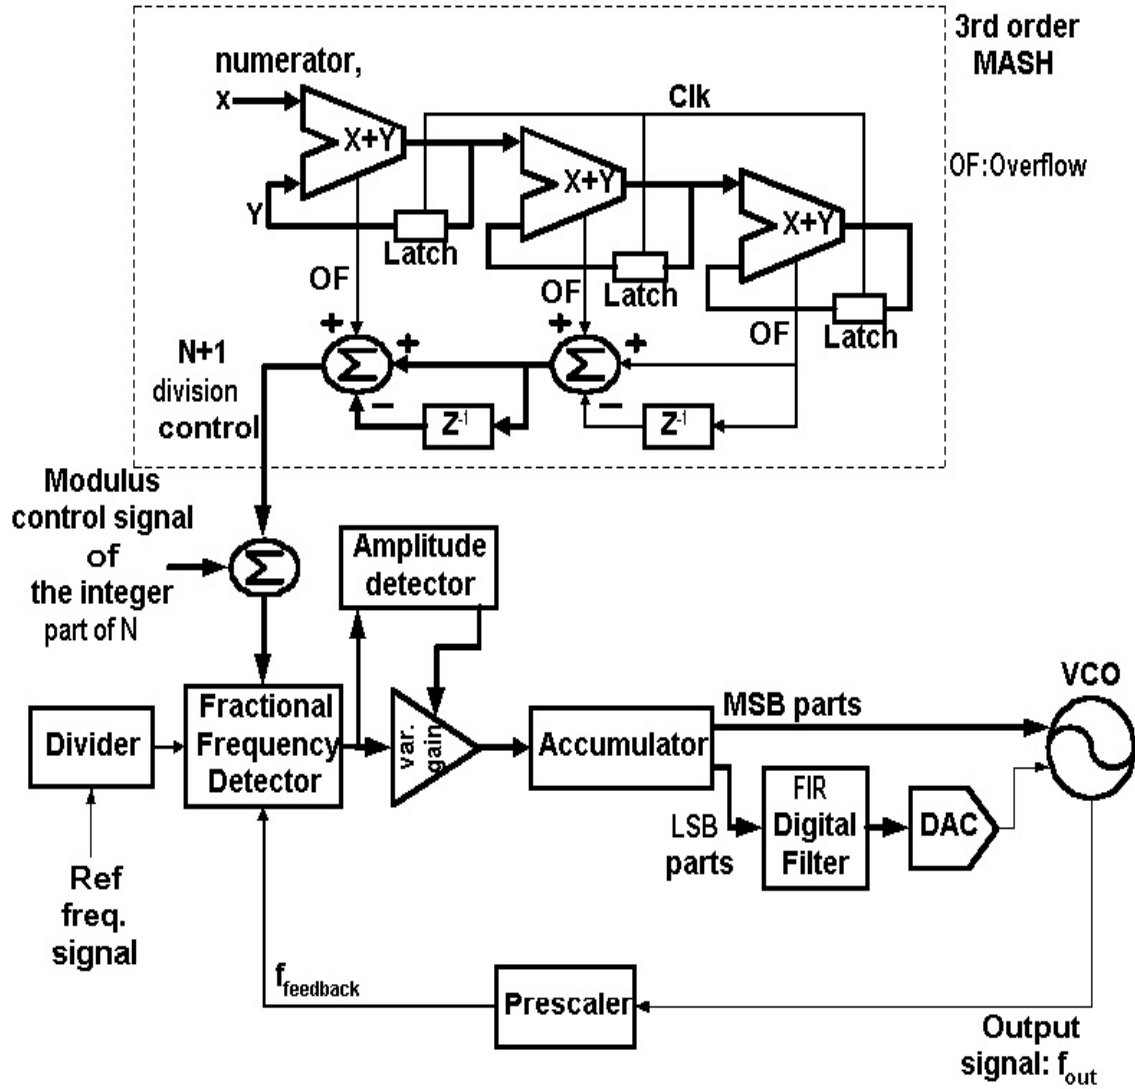 3rd order
MASH
numerator,
x
Clk
X+Y
X+Y
X+Y
OF:Overflow
Y
Latch
Latch
Latch
OF
OF
OF
+
+
+
+
Σ
Σ
−
−
Z-1
Z-1
N+1
division
control
Modulus
control signal
of
the integer
part of N
Σ
Amplitude
detector
Fractional
Frequency
Detector
Divider
var.
gain
Accumulator
MSB parts
VCO
LSB
parts
FIR
Digital
Filter
DAC
Ref
freq.
signal
ffeedback
Prescaler
Output
signal: fout